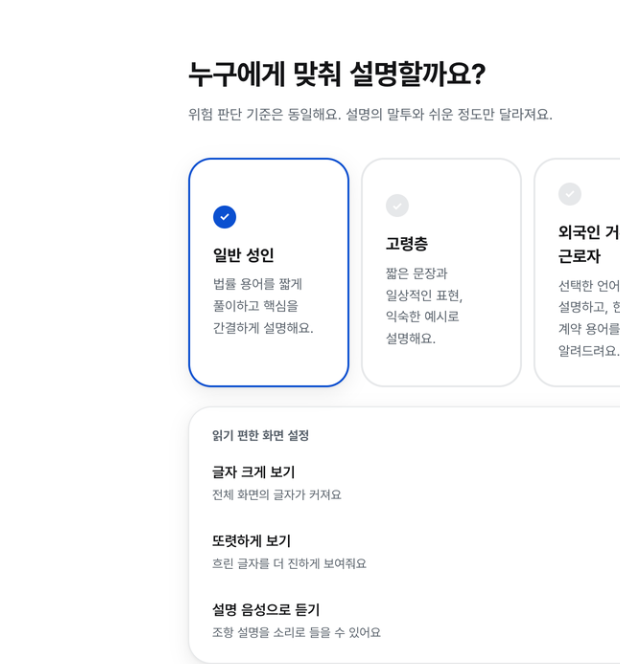 누구에게 맞춰 설명할까요?
위험 판단 기준은 동일해요. 설명의 말투와 쉬운 정도만 달라져요.
일반 성인
법률 용어를 짧게
풀이하고 핵심을
간결하게 설명해요.
고령층
짧은 문장과
일상적인 표현,
익숙한 예시로
설명해요.
외국인 거
근로자
선택한 언어
설명하고, 한
계약 용어를
알려드려요.
읽기 편한 화면 설정
글자 크게 보기
전체 화면의 글자가 커져요
또렷하게 보기
흐린 글자를 더 진하게 보여줘요
설명 음성으로 듣기
조항 설명을 소리로 들을 수 있어요